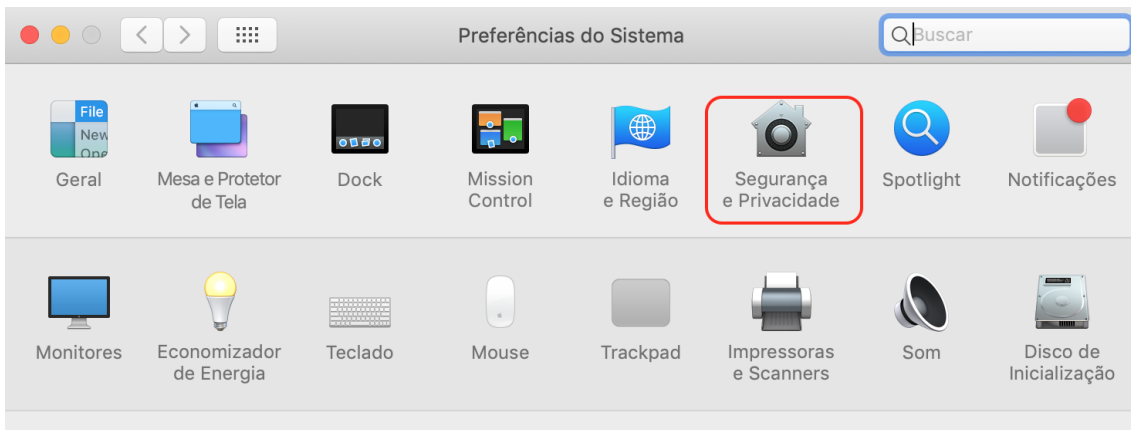 Preferências do Sistema
Buscar
File
New
Ope
Geral
Mesa e Protetor
de Tela
Dock
Mission
Control
Idioma
e Região
Segurança
e Privacidade
Spotlight
Notificações
Monitores
Economizador
de Energia
Teclado
Mouse
Trackpad
Impressoras
e Scanners
Som
Disco de
Inicialização